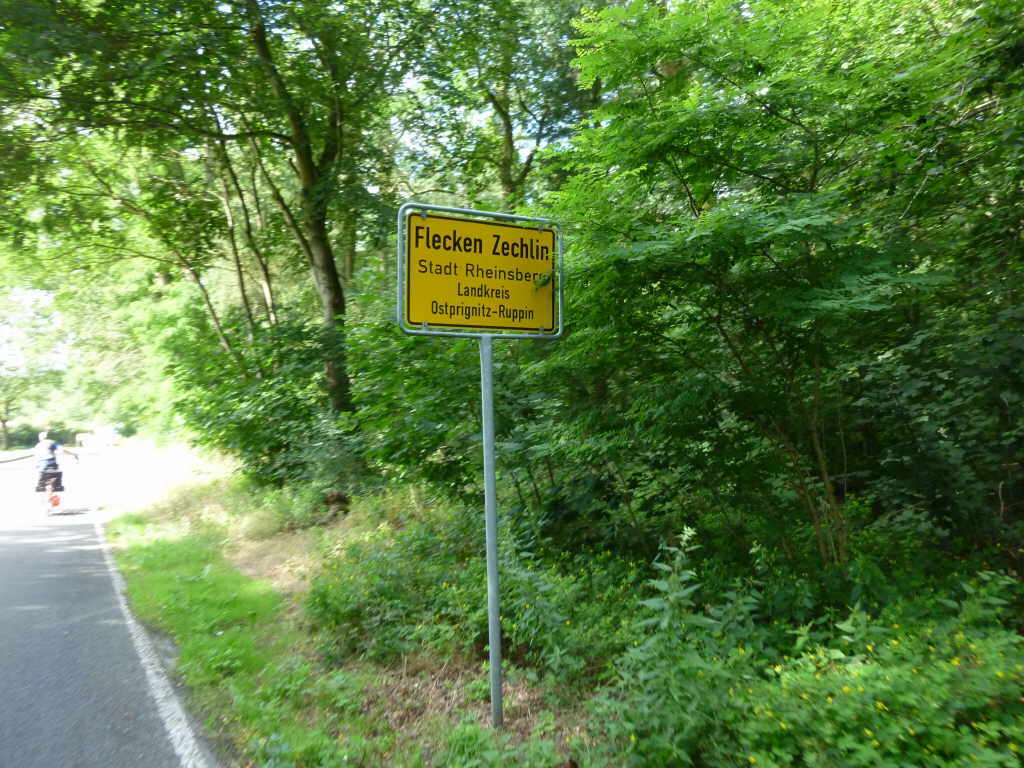 Flecken Zechlin
Stadt Rheinsberg
Landkreis
Ostprignitz-Ruppin